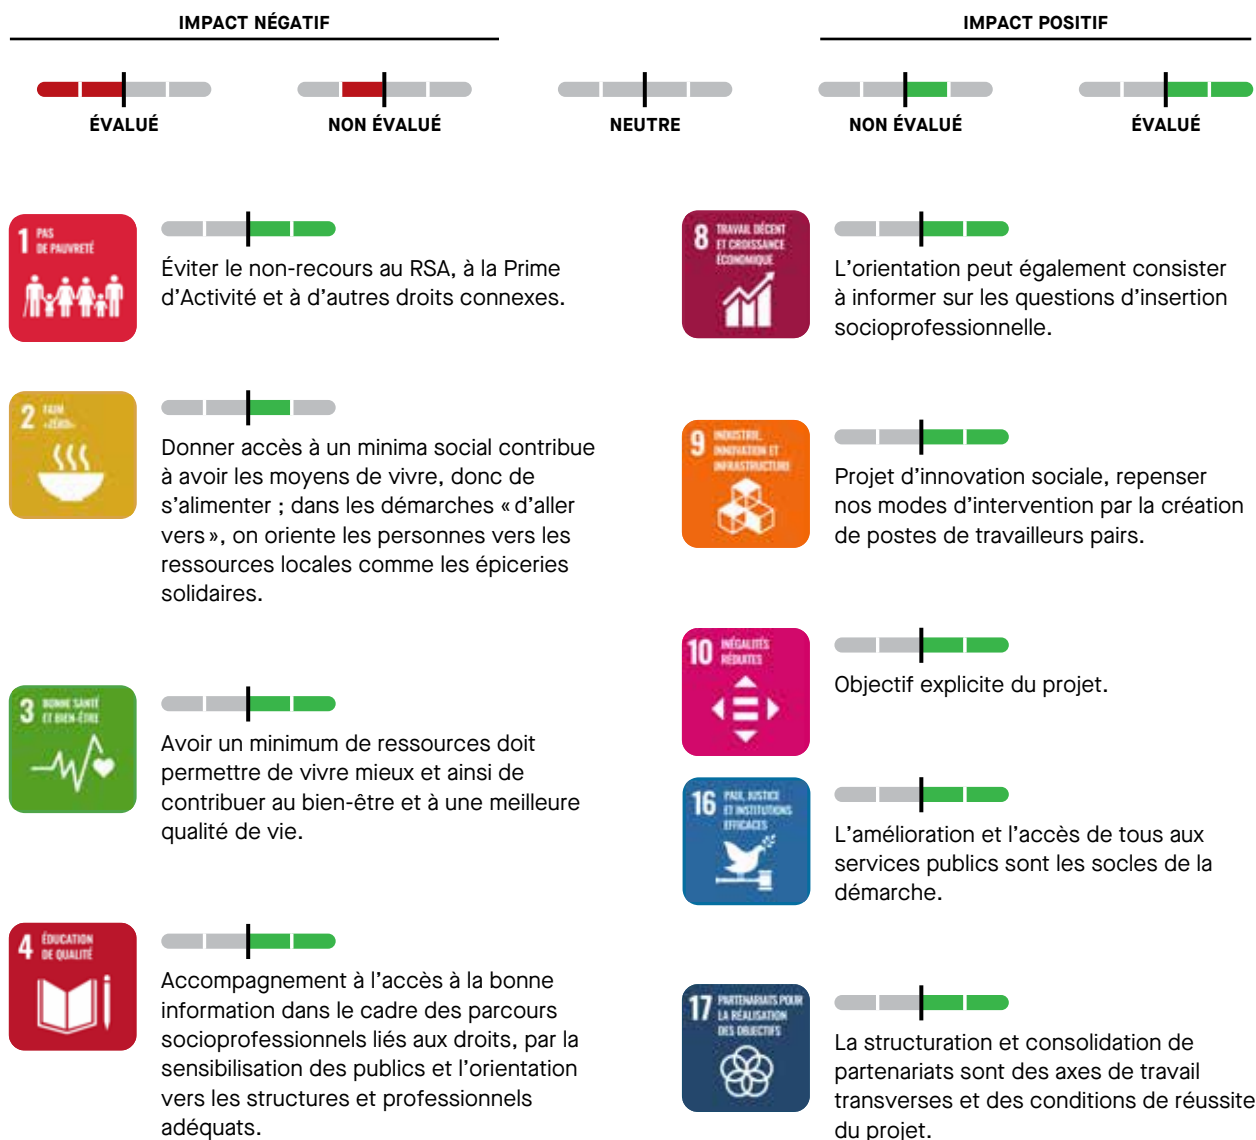 IMPACT NÉGATIF
IMPACT POSITIF
ÉVALUÉ
NON ÉVALUÉ
NEUTRE
NON ÉVALUÉ
ÉVALUÉ
1 PAS
DE PAUVRETÉ
Éviter le non-recours au RSA, à la Prime
d'Activité et à d'autres droits connexes.
2 FAIM
«ZÉRO»
Donner accès à un minima social contribue
à avoir les moyens de vivre, donc de
s'alimenter ; dans les démarches « d'aller
vers », on oriente les personnes vers les
ressources locales comme les épiceries
solidaires.
3 BONNE SANTÉ
ET BIEN-ÊTRE
Avoir un minimum de ressources doit
permettre de vivre mieux et ainsi de
contribuer au bien-être et à une meilleure
qualité de vie.
4 ÉDUCATION
DE QUALITÉ
Accompagnement à l'accès à la bonne
information dans le cadre des parcours
socioprofessionnels liés aux droits, par la
sensibilisation des publics et l'orientation
vers les structures et professionnels
adéquats.
8 TRAVAIL DÉCENT
ET CROISSANCE
ÉCONOMIQUE
L'orientation peut également consister
à informer sur les questions d'insertion
socioprofessionnelle.
9 INDUSTRIE,
INNOVATION ET
INFRASTRUCTURE
Projet d'innovation sociale, repenser
nos modes d'intervention par la création
de postes de travailleurs pairs.
10 INÉGALITÉS
RÉDUITES
Objectif explicite du projet.
16 PAIX, JUSTICE
ET INSTITUTIONS
EFFICACES
L'amélioration et l'accès de tous aux
services publics sont les socles de la
démarche.
17 PARTENARIATS POUR
LA RÉALISATION
DES OBJECTIFS
La structuration et consolidation de
partenariats sont des axes de travail
transverses et des conditions de réussite
du projet.